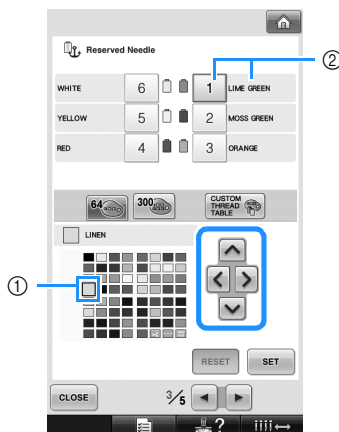 Reserved Needle
②
WHITE 6 1 LIME GREEN
YELLOW 5 2 MOSS GREEN
RED 4 3 ORANGE
64 300 CUSTOM
THREAD
TABLE
LINEN
①
RESET SET
CLOSE 3/5
?